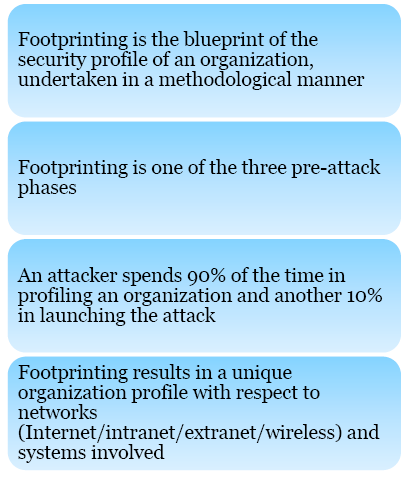 Footprinting is the blueprint of the
security profile of an organization,
undertaken in a methodological manner
Footprinting is one of the three pre-attack
phases
An attacker spends 90% of the time in
profiling an organization and another 10%
in launching the attack
Footprinting results in a unique
organization profile with respect to
networks
(Internet/intranet/extranet/wireless) and
systems involved